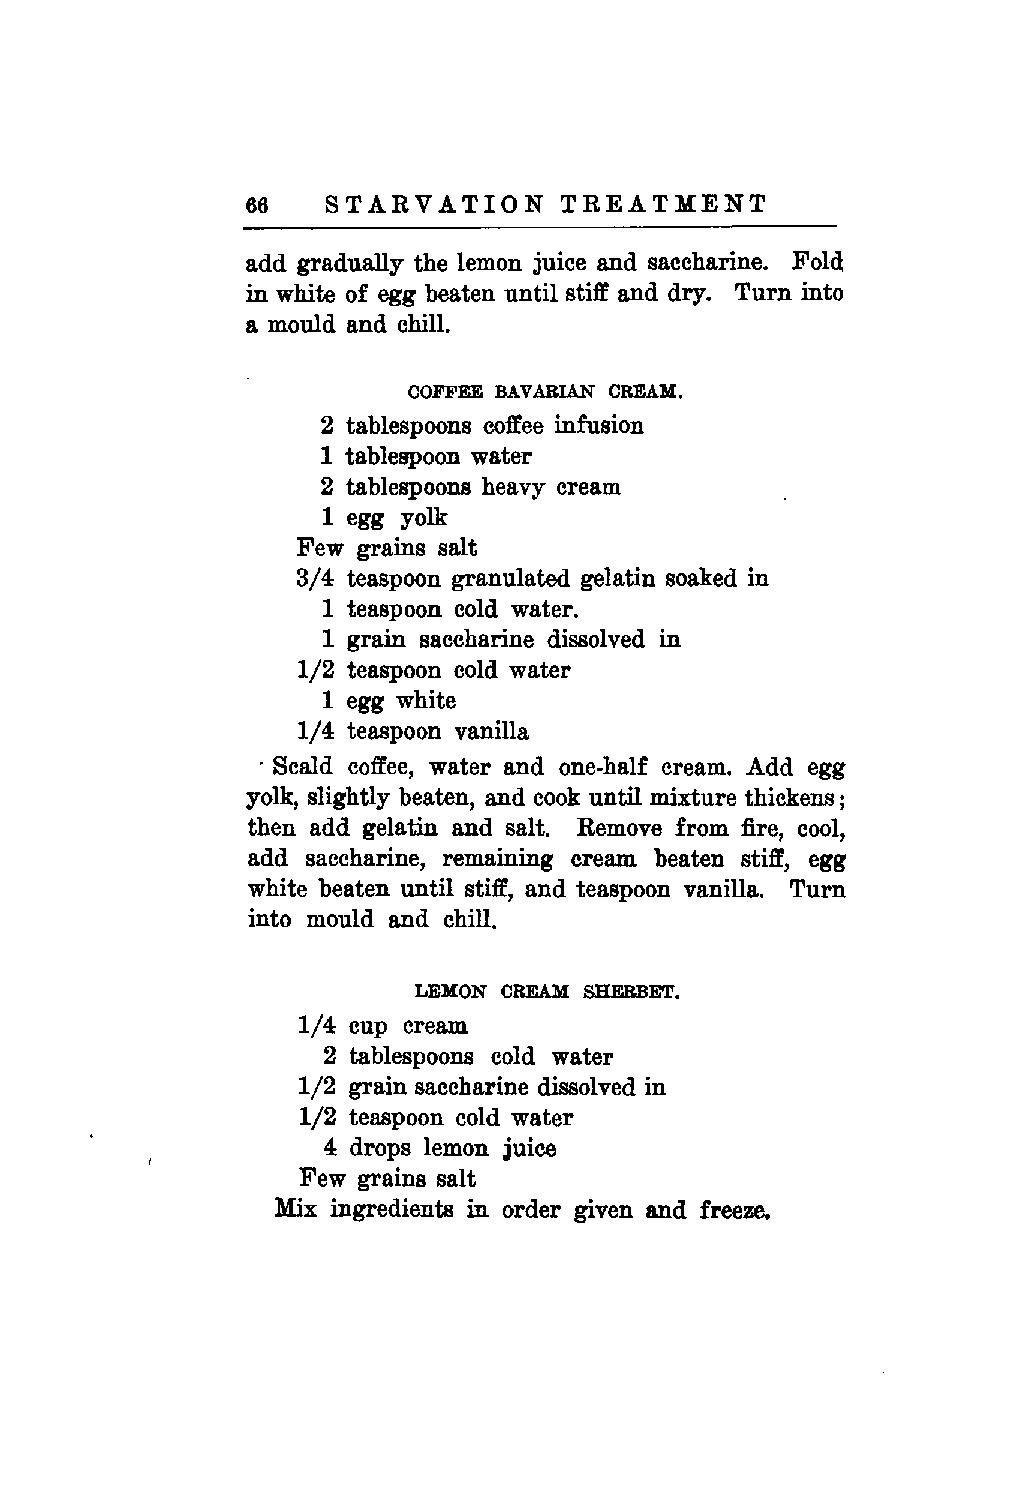 66 STARVATION TREATMENT
add gradually the lemon juice and saccharine. Fold
in white of egg beaten until stiff and dry. Turn into
a mould and chill.
COFFEE BAVARIAN CREAM.
2 tablespoons coffee infusion
1 tablespoon water
2 tablespoons heavy cream
1 egg yolk
Few grains salt
3/4 teaspoon granulated gelatin soaked in
1 teaspoon cold water.
1 grain saccharine dissolved in
1/2 teaspoon cold water
1 egg white
1/4 teaspoon vanilla
Scald coffee, water and one-half cream. Add egg
yolk, slightly beaten, and cook until mixture thickens;
then add gelatin and salt. Remove from fire, cool,
add saccharine, remaining cream beaten stiff, egg
white beaten until stiff, and teaspoon vanilla. Turn
into mould and chill.
LEMON CREAM SHERBET.
1/4 cup cream
2 tablespoons cold water
1/2 grain saccharine dissolved in
1/2 teaspoon cold water
4 drops lemon juice
Few grains salt
Mix ingredients in order given and freeze.